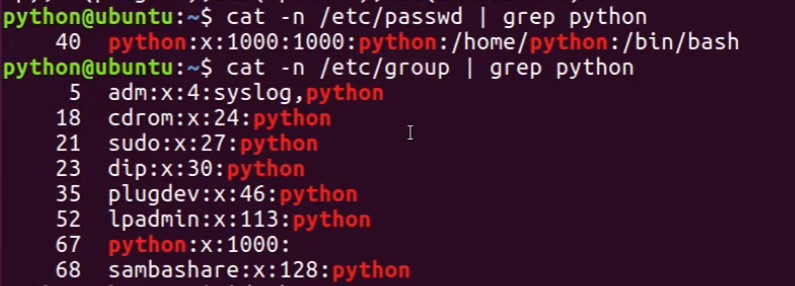 python@ubuntu:~$ cat -n /etc/passwd | grep python
40 python:x:1000:1000:python:/home/python:/bin/bash
python@ubuntu:~$ cat -n /etc/group | grep python
5 adm:x:4:syslog,python
18 cdrom:x:24:python
21 sudo:x:27:python
23 dip:x:30:python
35 plugdev:x:46:python
52 lpadmin:x:113:python
67 python:x:1000:
68 sambashare:x:128:python